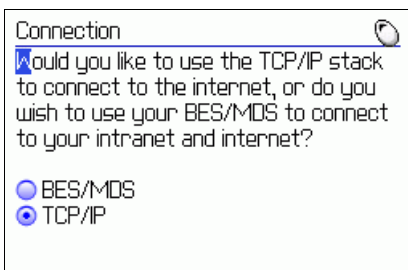 Connection
Would you like to use the TCP/IP stack
to connect to the internet, or do you
wish to use your BES/MDS to connect
to your intranet and internet?
BES/MDS
TCP/IP